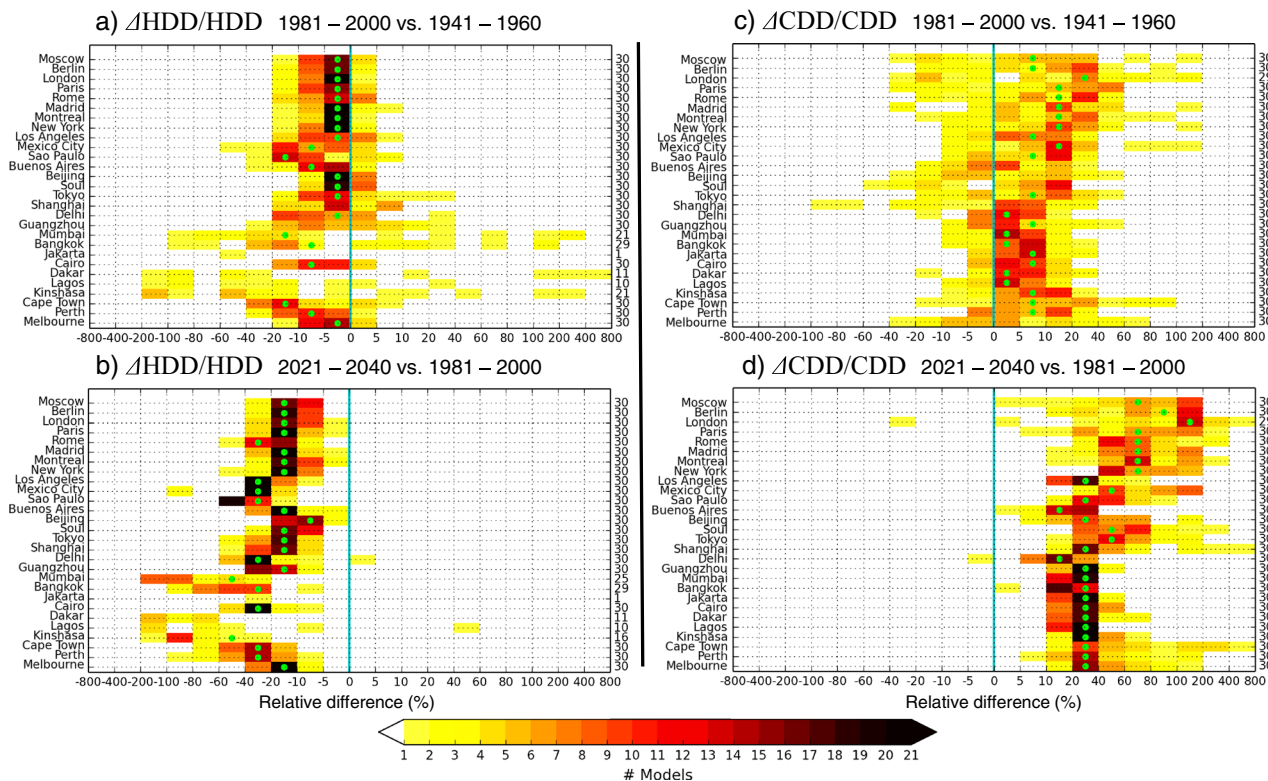 a) ΔHDD/HDD 1981 – 2000 vs. 1941 – 1960
Moscow 30
Berlin 30
London 30
Paris 30
Rome 30
Madrid 30
Montreal 30
New York 30
Los Angeles 30
Mexico City 30
Sao Paulo 30
Buenos Aires 30
Beijing 30
Soul 30
Tokyo 30
Shanghai 30
Delhi 30
Guangzhou 30
Mumbai 21
Bangkok 29
Jakarta 1
Cairo 30
Dakar 11
Lagos 10
Kinshasa 21
Cape Town 30
Perth 30
Melbourne 30
-800 -400 -200 -100 -80 -60 -40 -20 -10 -5 0 5 10 20 40 60 80 100 200 400 800
b) ΔHDD/HDD 2021 – 2040 vs. 1981 – 2000
Moscow 30
Berlin 30
London 30
Paris 30
Rome 30
Madrid 30
Montreal 30
New York 30
Los Angeles 30
Mexico City 30
Sao Paulo 30
Buenos Aires 30
Beijing 30
Soul 30
Tokyo 30
Shanghai 30
Delhi 30
Guangzhou 30
Mumbai 25
Bangkok 29
Jakarta 1
Cairo 30
Dakar 11
Lagos 10
Kinshasa 16
Cape Town 30
Perth 30
Melbourne 30
-800 -400 -200 -100 -80 -60 -40 -20 -10 -5 0 5 10 20 40 60 80 100 200 400 800
Relative difference (%)
c) ΔCDD/CDD 1981 – 2000 vs. 1941 – 1960
Moscow
Berlin
London
Paris
Rome
Madrid
Montreal
New York
Los Angeles
Mexico City
Sao Paulo
Buenos Aires
Beijing
Soul
Tokyo
Shanghai
Delhi
Guangzhou
Mumbai
Bangkok
Jakarta
Cairo
Dakar
Lagos
Kinshasa
Cape Town
Perth
Melbourne
-800 -400 -200 -100 -80 -60 -40 -20 -10 -5 0 5 10 20 40 60 80 100 200 400 800
d) ΔCDD/CDD 2021 – 2040 vs. 1981 – 2000
Moscow
Berlin
London
Paris
Rome
Madrid
Montreal
New York
Los Angeles
Mexico City
Sao Paulo
Buenos Aires
Beijing
Soul
Tokyo
Shanghai
Delhi
Guangzhou
Mumbai
Bangkok
Jakarta
Cairo
Dakar
Lagos
Kinshasa
Cape Town
Perth
Melbourne
-800 -400 -200 -100 -80 -60 -40 -20 -10 -5 0 5 10 20 40 60 80 100 200 400 800
Relative difference (%)
1 2 3 4 5 6 7 8 9 10 11 12 13 14 15 16 17 18 19 20 21
# Models